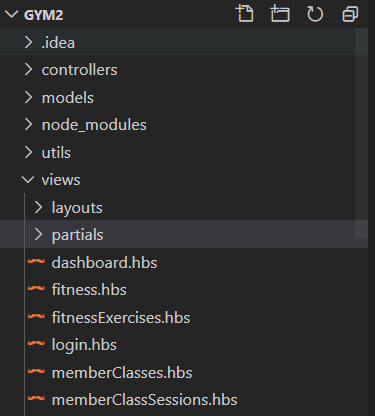 GYM2
.idea
controllers
models
node_modules
utils
views
layouts
partials
dashboard.hbs
fitness.hbs
fitnessExercises.hbs
login.hbs
memberClasses.hbs
memberClassSessions.hbs